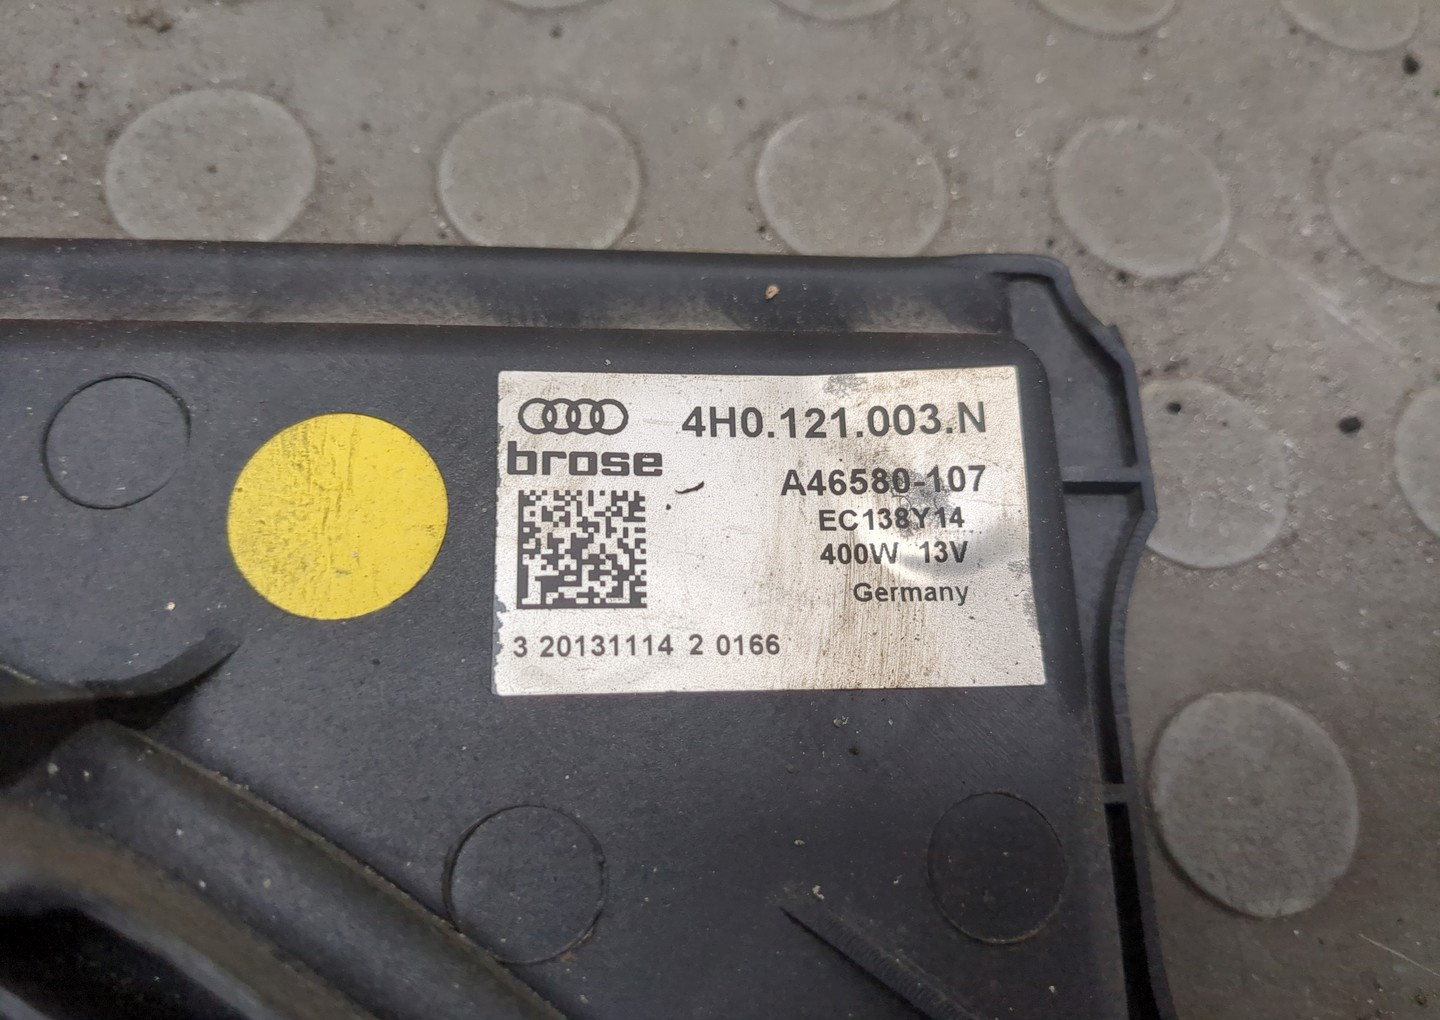 4H0.121.003.N
brose
A46580-107
EC138Y14
400W 13V
Germany
3 20131114 2 0166